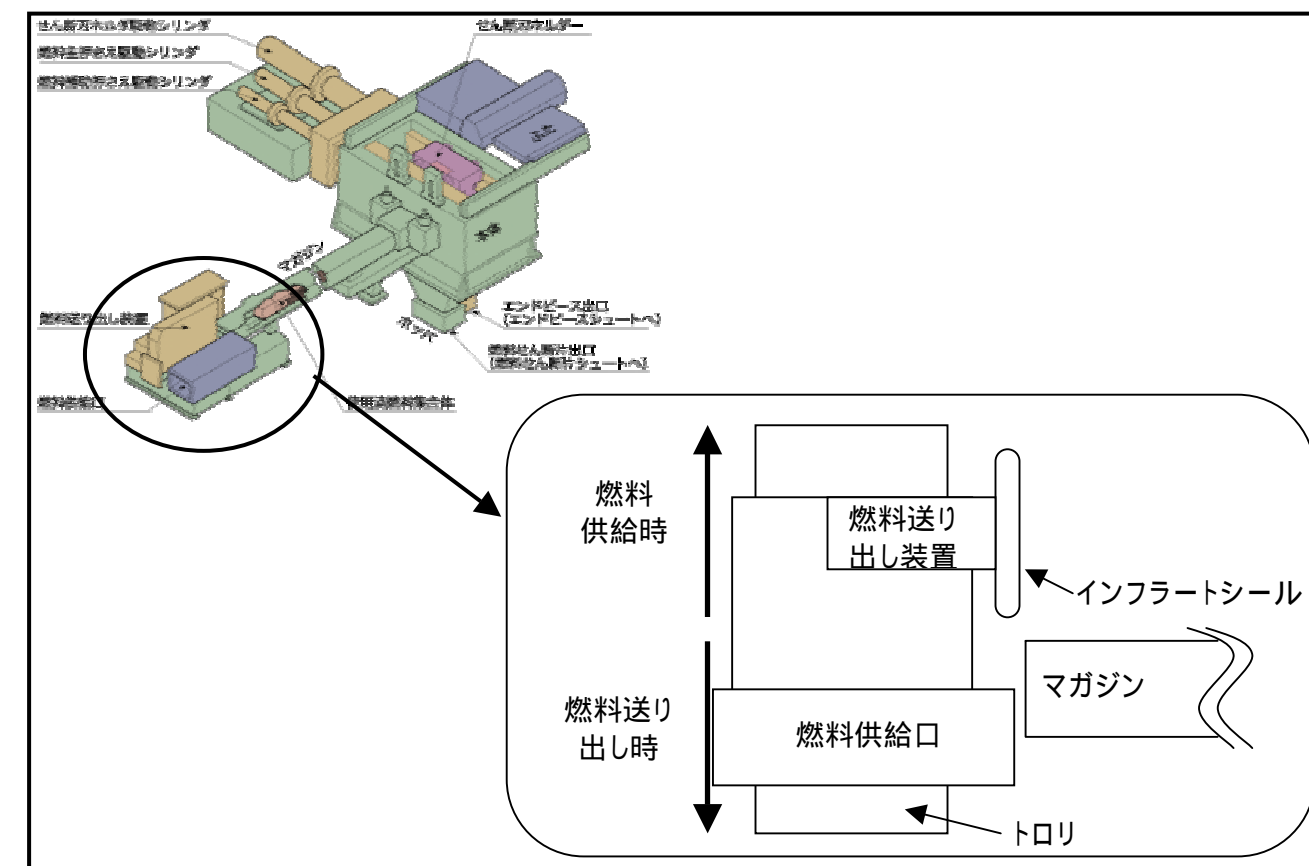 せん断刃ホルダ駆動シリンダ
燃料全押さえ駆動シリンダ
燃料幅寄押さえ駆動シリンダ
せん断刃ホルダー
マガジン
燃料送り出し装置
燃料供給口
使用済燃料集合体
ホッパ
エンドピース出口
(エンドピースシュートへ)
燃料せん断片出口
(燃料せん断片シュートへ)
燃料
供給時
燃料送り
出し時
燃料送り
出し装置
インフラートシール
マガジン
燃料供給口
トロリ